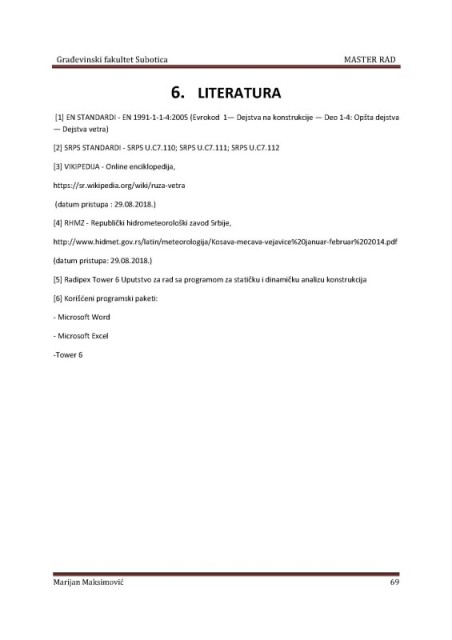 Građevinski fakultet Subotica MASTER RAD
6. LITERATURA
[1] EN STANDARDI - EN 1991-1-1-4:2005 (Evrokod 1— Dejstva na konstrukcije — Deo 1-4: Opšta dejstva
— Dejstva vetra)
[2] SRPS STANDARDI - SRPS U.C7.110; SRPS U.C7.111; SRPS U.C7.112
[3] VIKIPEDIJA - Online enciklopedija,
https://sr.wikipedia.org/wiki/ruza-vetra
(datum pristupa : 29.08.2018.)
[4] RHMZ - Republički hidrometeorološki zavod Srbije,
http://www.hidmet.gov.rs/latin/meteorologija/Kosava-mecava-vejavice%20januar-februar%202014.pdf
(datum pristupa: 29.08.2018.)
[5] Radipex Tower 6 Uputstvo za rad sa programom za statičku i dinamičku analizu konstrukcija
[6] Korišćeni programski paketi:
- Microsoft Word
- Microsoft Excel
-Tower 6
Marijan Maksimović 69